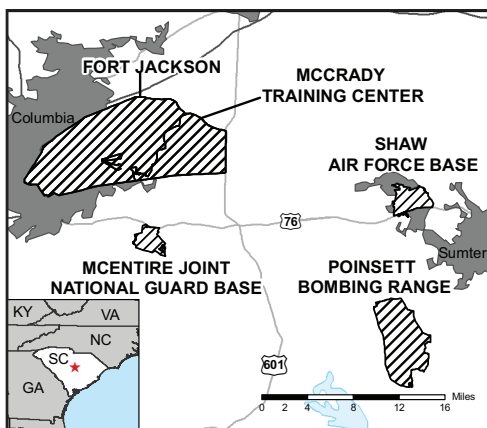 FORT JACKSON
MCCRADY
TRAINING CENTER
Columbia
SHAW
AIR FORCE BASE
76
MCENTIRE JOINT
NATIONAL GUARD BASE
Sumter
POINSETT
BOMBING RANGE
KY
VA
NC
SC
GA
601
Miles
0 2 4 8 12 16